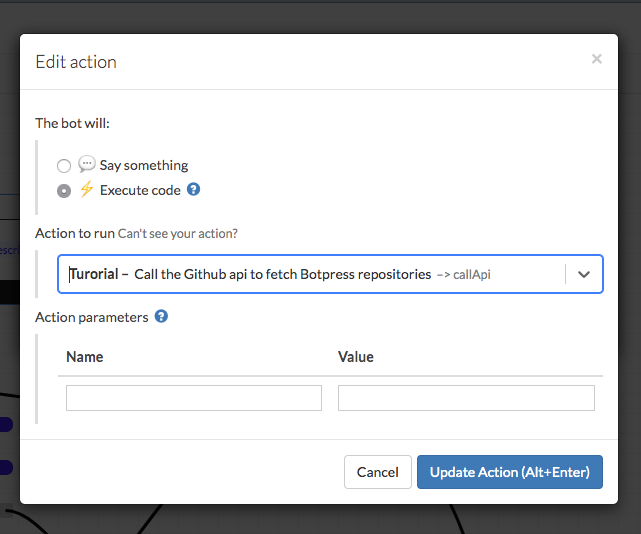 Edit action
×
The bot will:
Say something
Execute code ?
Action to run Can't see your action?
Turorial – Call the Github api to fetch Botpress repositories –> callApi
Action parameters ?
Name Value
Cancel Update Action (Alt+Enter)